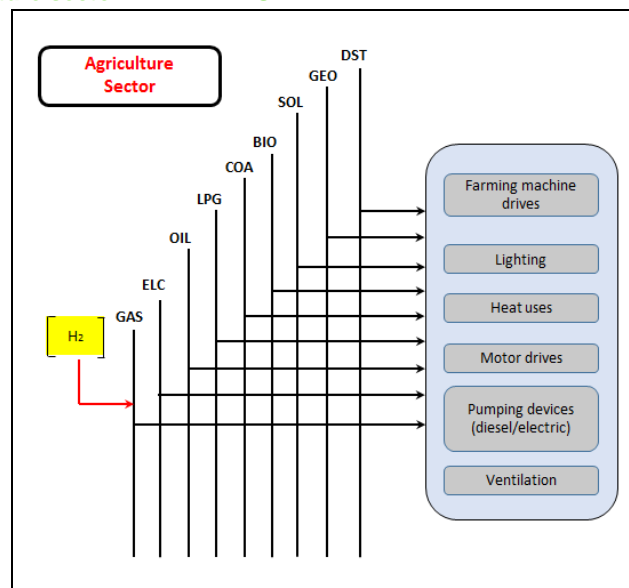 Agriculture
Sector
DST
GEO
SOL
BIO
COA
LPG
OIL
ELC
GAS
H2
Farming machine
drives
Lighting
Heat uses
Motor drives
Pumping devices
(diesel/electric)
Ventilation